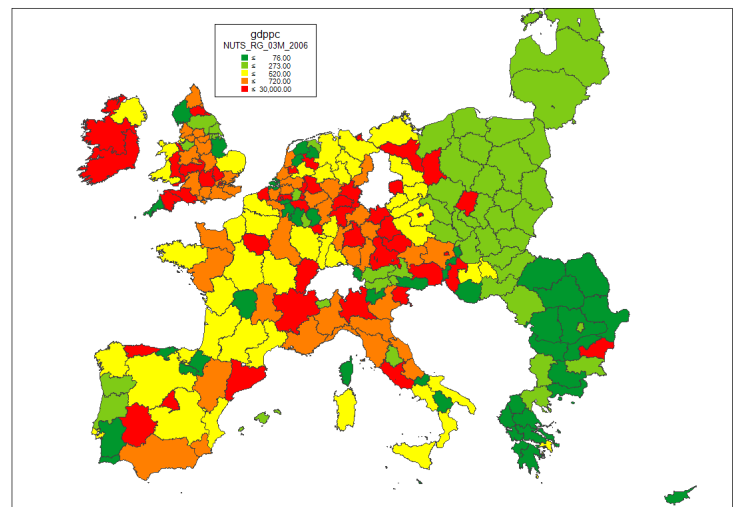 gdppc
NUTS_RG_03M_2006
≤ 76.00
≤ 273.00
≤ 520.00
≤ 720.00
≤ 30,000.00